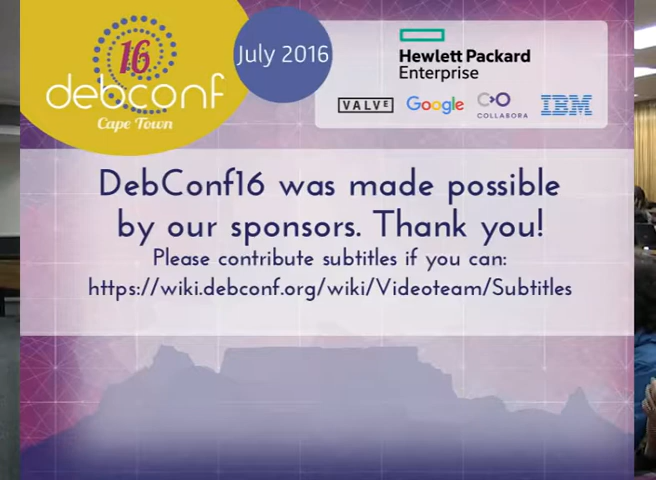 16
debconf
Cape Town
July 2016
Hewlett Packard
Enterprise
VALVE
Google
COLLABORA
IBM
DebConf16 was made possible
by our sponsors. Thank you!
Please contribute subtitles if you can:
https://wiki.debconf.org/wiki/Videoteam/Subtitles